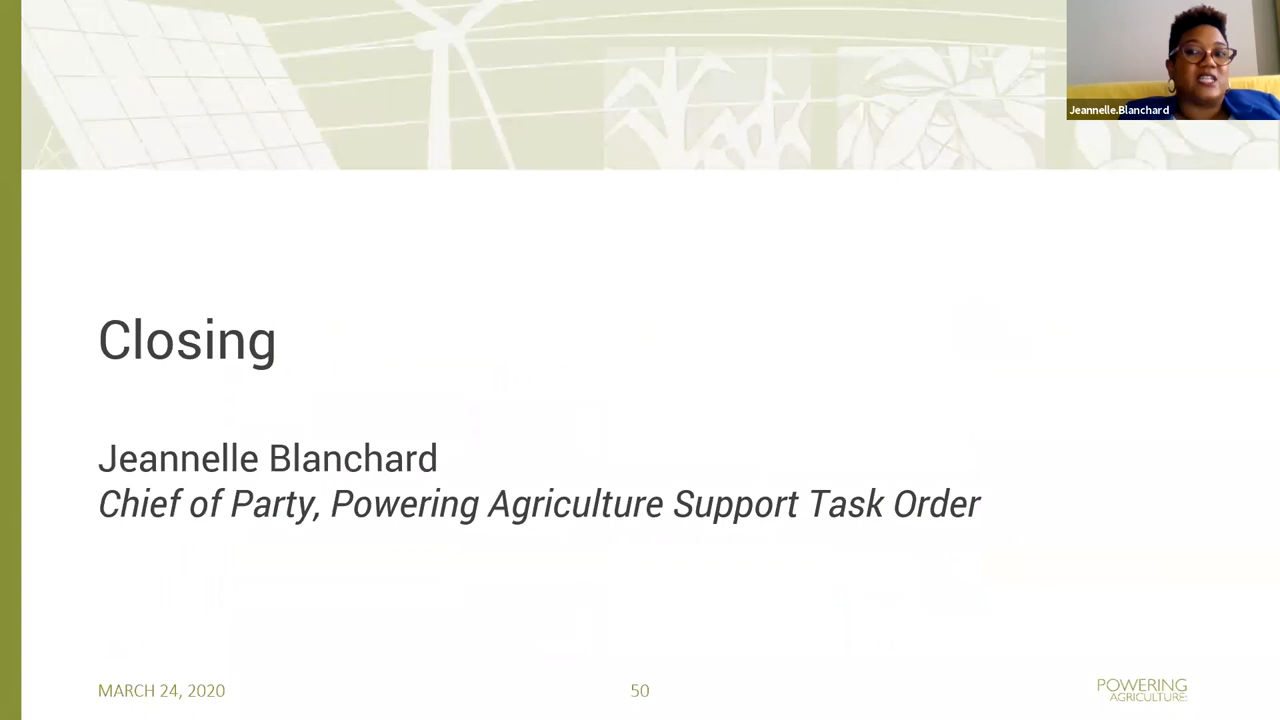 Jeannelle.Blanchard
Closing
Jeannelle Blanchard
Chief of Party, Powering Agriculture Support Task Order
MARCH 24, 2020
50
POWERING
AGRICULTURE: